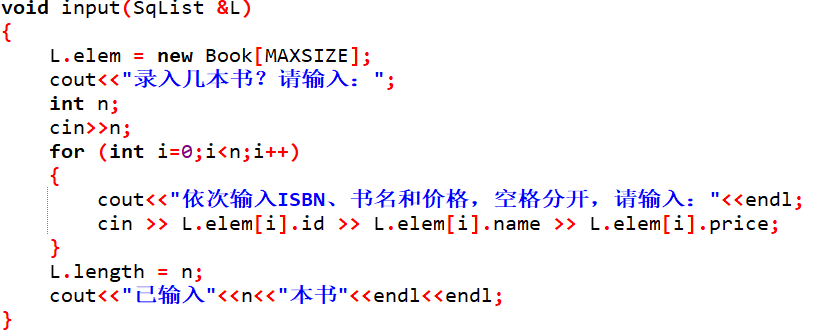 void input(SqList &L)
{
    L.elem = new Book[MAXSIZE];
    cout<<"录入几本书？请输入：";
    int n;
    cin>>n;
    for (int i=0;i<n;i++)
    {
        cout<<"依次输入ISBN、书名和价格，空格分开，请输入："<<endl;
        cin >> L.elem[i].id >> L.elem[i].name >> L.elem[i].price;
    }
    L.length = n;
    cout<<"已输入"<<n<<"本书"<<endl<<endl;
}